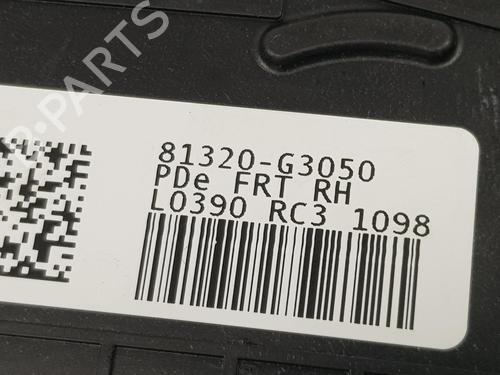 B-PARTS
81320-G3050
PDe FRT RH
L0390 RC3 1098